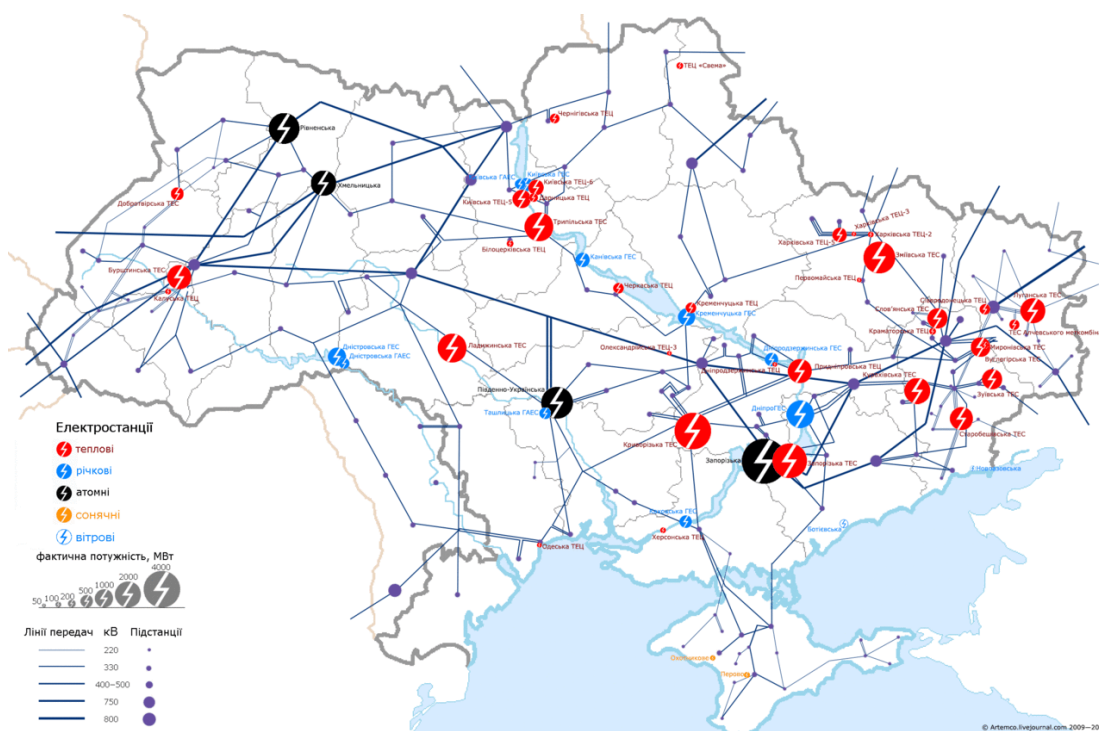 ТЕЦ «Свема»
Чернігівська ТЕЦ
Рівненська
Хмельницька
Київська ГЕС
Київська ТЕЦ-6
Добротвірська ТЕС
Київська ТЕЦ-5
Дарницька ТЕЦ
Трипільська ТЕС
Харківська ТЕЦ-3
Харківська ТЕЦ-2
Харківська ТЕЦ-5
Білоцерківська ТЕЦ
Зміївська ТЕС
Канівська ГЕС
Бурштинська ТЕС
Первомайська ТЕЦ
Калуська ТЕЦ
Черкаська ТЕЦ
Луганська ТЕС
Кременчуцька ТЕЦ
Кременчуцька ГЕС
Слов'янська ТЕС
Краматорська ТЕЦ
Дністровська ГЕС
Дністровська ГАЕС
Ладижинська ТЕС
Олександрійська ТЕЦ-3
Дніпродзержинська ГЕС
Миронівська ТЕС
Вуглегірська ТЕС
Дніпродзержинська ТЕЦ
Придніпровська ТЕС
Курахівська ТЕС
Південно-Українська
Зуївська ТЕС
Ташлицька ГАЕС
ДніпроГЕС
Старобешівська ТЕС
Криворізька ТЕС
Запорізька
Запорізька ТЕС
Новоазовська
Каховська ГЕС
Херсонська ТЕЦ
Ботієвська
Одеська ТЕЦ
Охотникове
Перово
Електростанції
теплові
річкові
атомні
сонячні
вітрові
фактична потужність, МВт
50 100 200 500 1000 2000 4000
Лінії передач кВ Підстанції
220
330
400—500
750
800
© Artemco.livejournal.com 2009—20